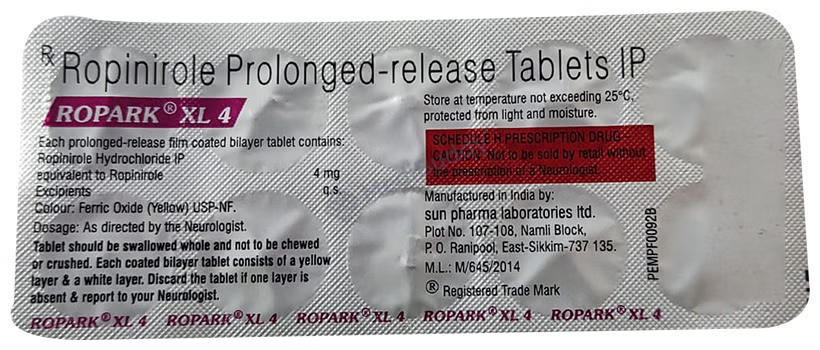 Rx Ropinirole Prolonged-release Tablets IP
ROPARK® XL 4
Each prolonged-release film coated bilayer tablet contains:
Ropinirole Hydrochloride IP
equivalent to Ropinirole 4 mg
Excipients q.s.
Colour: Ferric Oxide (Yellow) USP-NF.
Dosage: As directed by the Neurologist.
Tablet should be swallowed whole and not to be chewed
or crushed. Each coated bilayer tablet consists of a yellow
layer & a white layer. Discard the tablet if one layer is
absent & report to your Neurologist.
Store at temperature not exceeding 25°C,
protected from light and moisture.
SCHEDULE H PRESCRIPTION DRUG
CAUTION: Not to be sold by retail without
the prescription of a Neurologist.
Manufactured in India by:
sun pharma laboratories ltd.
Plot No. 107-108, Namli Block,
P. O. Ranipool, East-Sikkim-737 135.
M.L.: M/645/2014
® Registered Trade Mark
PEMPF0092B
ROPARK® XL 4 ROPARK® XL 4 ROPARK® XL 4 ROPARK® XL 4 ROPARK® XL 4